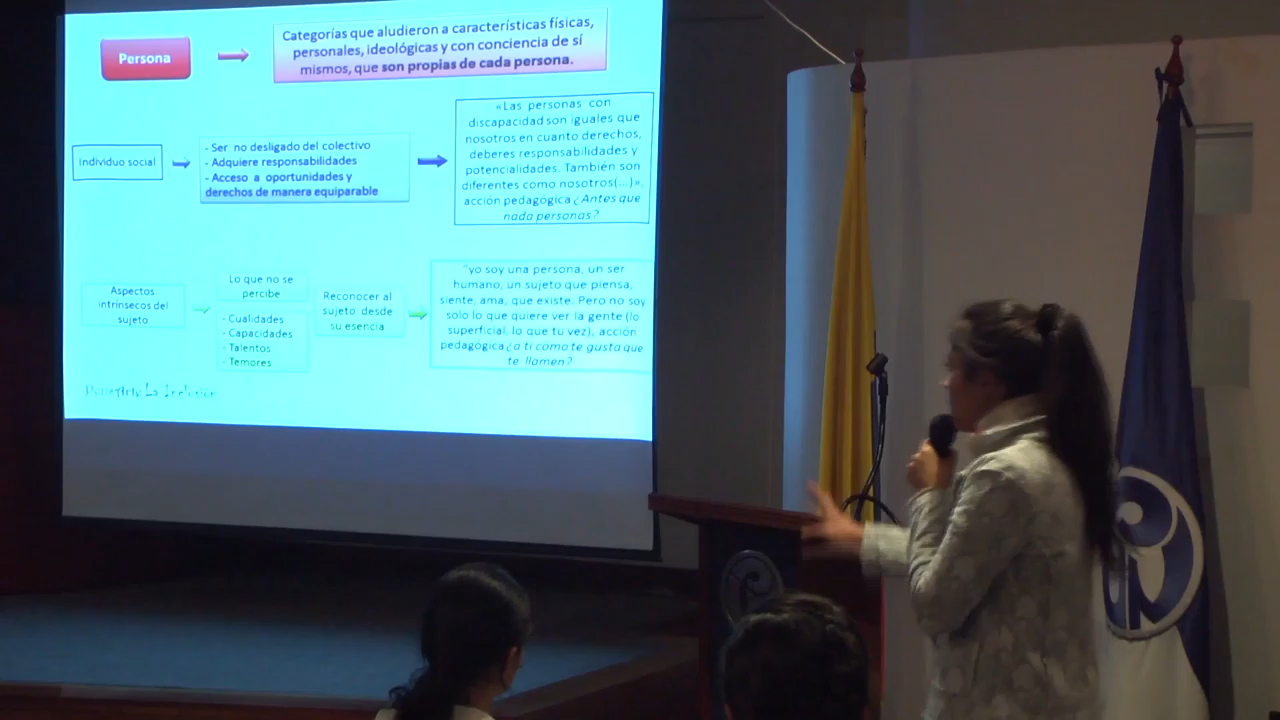 Persona
Categorías que aludieron a características físicas,
personales, ideológicas y con conciencia de sí
mismos, que son propias de cada persona.
Individuo social
- Ser no desligado del colectivo
- Adquiere responsabilidades
- Acceso a oportunidades y
derechos de manera equiparable
«Las personas con
discapacidad son iguales que
nosotros en cuanto derechos,
deberes responsabilidades y
potencialidades. También son
diferentes como nosotros(...)».
acción pedagógica ¿Antes que
nada personas?
Aspectos
intrínsecos del
sujeto
Lo que no se
percibe
- Cualidades
- Capacidades
- Talentos
- Temores
Reconocer al
sujeto desde
su esencia
"yo soy una persona, un ser
humano, un sujeto que piensa,
siente, ama, que existe. Pero no soy
solo lo que quiere ver la gente (lo
superficial, lo que tu vez), acción
pedagógica ¿a ti cómo te gusta que
te llamen?
La Inclusión